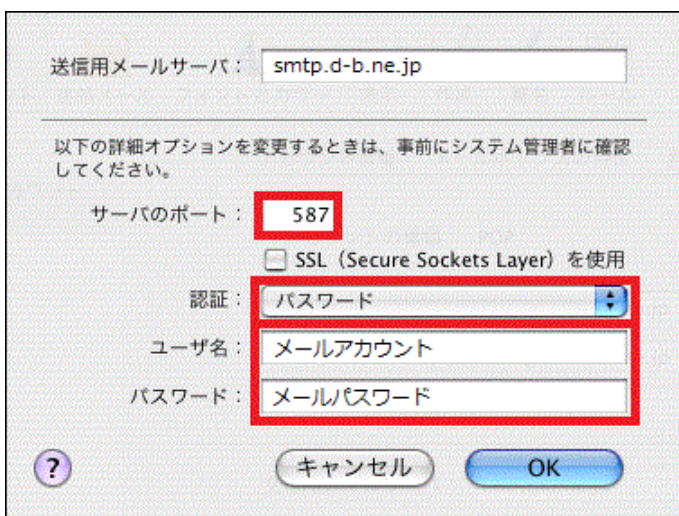 送信用メールサーバ： smtp.d-b.ne.jp
以下の詳細オプションを変更するときは、事前にシステム管理者に確認
してください。
サーバのポート： 587
SSL（Secure Sockets Layer）を使用
認証： パスワード
ユーザ名： メールアカウント
パスワード： メールパスワード
? キャンセル OK